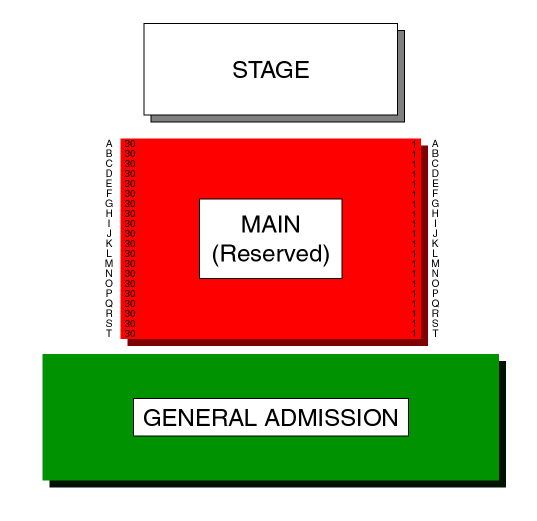 STAGE
A 30 1 A
B 30 1 B
C 30 1 C
D 30 1 D
E 30 1 E
F 30 1 F
G 30 1 G
H 30 1 H
I 30 1 I
J 30 1 J
K 30 1 K
L 30 1 L
M 30 1 M
N 30 1 N
O 30 1 O
P 30 1 P
Q 30 1 Q
R 30 1 R
S 30 1 S
T 30 1 T
MAIN
(Reserved)
GENERAL ADMISSION